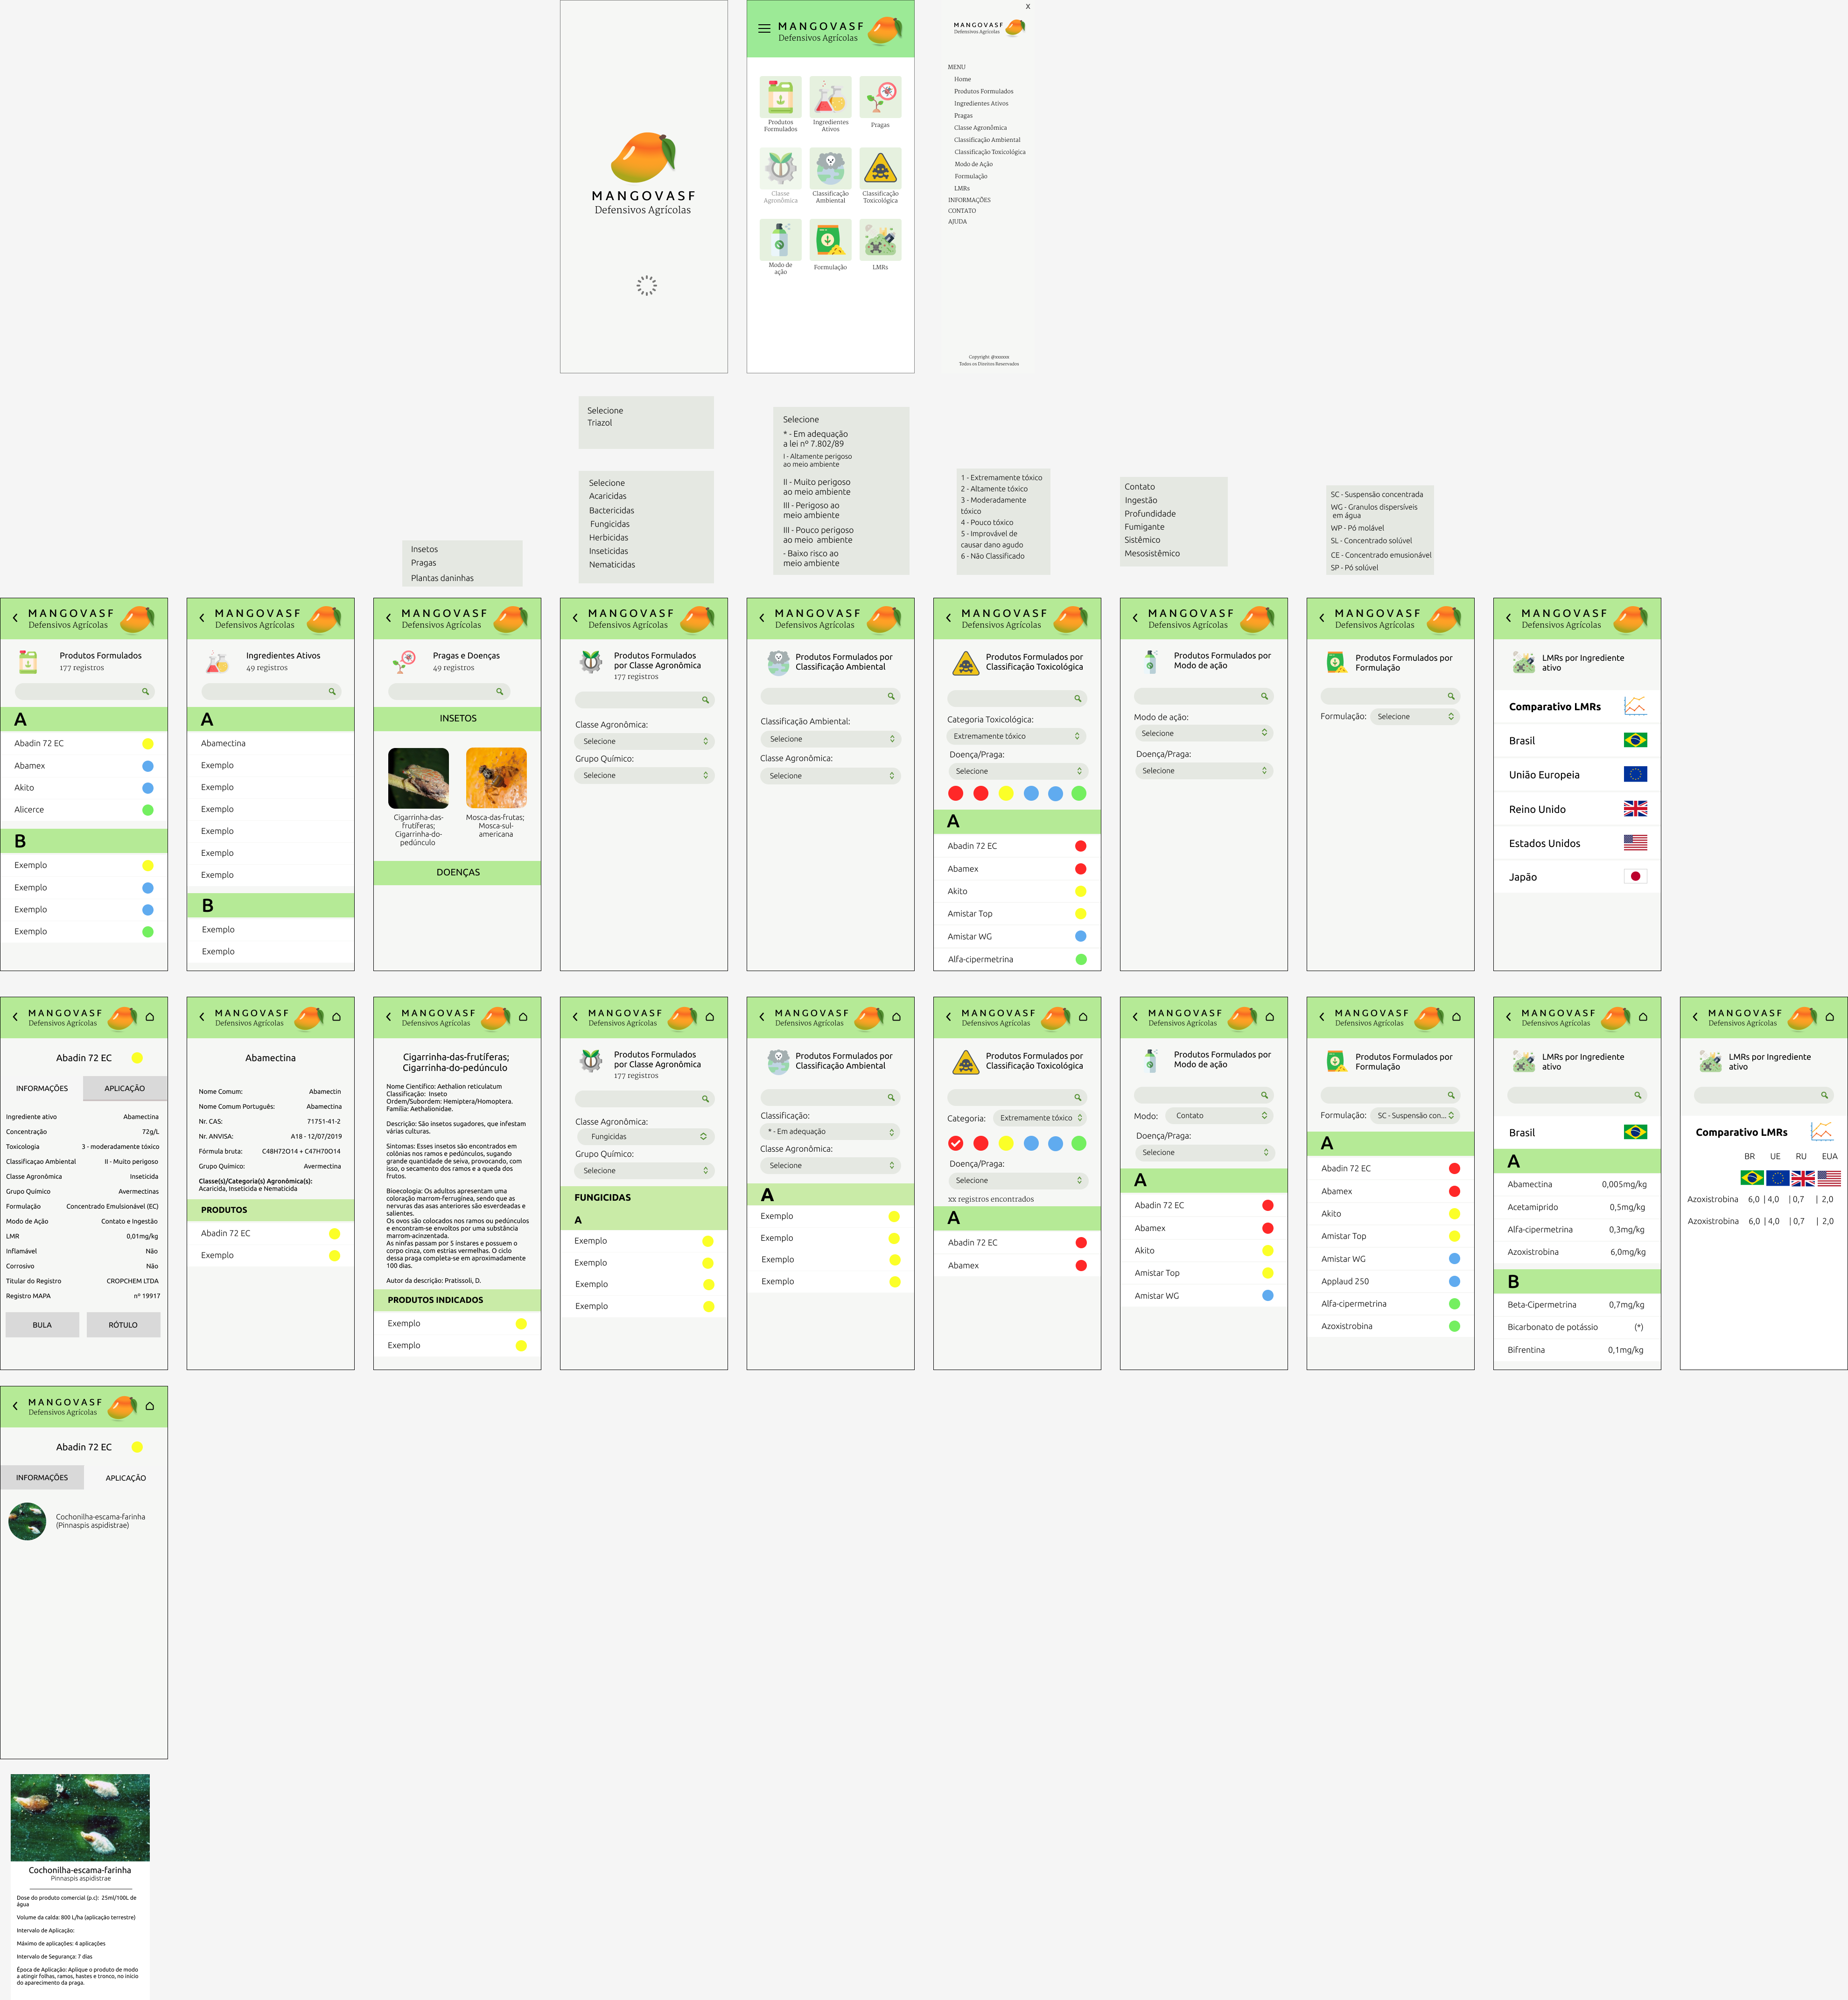 MANGOVASF
Defensivos Agrícolas
MANGOVASF
Defensivos Agrícolas
Produtos
Formulados
Ingredientes
Ativos
Pragas
Classe
Agronômica
Classificação
Ambiental
Classificação
Toxicológica
Modo de
ação
Formulação
LMRs
X
MANGOVASF
Defensivos Agrícolas
MENU
Home
Produtos Formulados
Ingredientes Ativos
Pragas
Classe Agronômica
Classificação Ambiental
Classificação Toxicológica
Modo de Ação
Formulação
LMRs
INFORMAÇÕES
CONTATO
AJUDA
Copyright @xxxxxx
Todos os Direitos Reservados
Insetos
Pragas
Plantas daninhas
Selecione
Triazol
Selecione
Acaricidas
Bactericidas
Fungicidas
Herbicidas
Inseticidas
Nematicidas
Selecione
* - Em adequação
a lei nº 7.802/89
I - Altamente perigoso
ao meio ambiente
II - Muito perigoso
ao meio ambiente
III - Perigoso ao
meio ambiente
III - Pouco perigoso
ao meio ambiente
- Baixo risco ao
meio ambiente
1 - Extremamente tóxico
2 - Altamente tóxico
3 - Moderadamente
tóxico
4 - Pouco tóxico
5 - Improvável de
causar dano agudo
6 - Não Classificado
Contato
Ingestão
Profundidade
Fumigante
Sistêmico
Mesosistêmico
SC - Suspensão concentrada
WG - Granulos dispersíveis
em água
WP - Pó molável
SL - Concentrado solúvel
CE - Concentrado emusionável
SP - Pó solúvel
MANGOVASF
Defensivos Agrícolas
Produtos Formulados
177 registros
A
Abadin 72 EC
Abamex
Akito
Alicerce
B
Exemplo
Exemplo
Exemplo
Exemplo
MANGOVASF
Defensivos Agrícolas
Ingredientes Ativos
49 registros
A
Abamectina
Exemplo
Exemplo
Exemplo
Exemplo
Exemplo
Exemplo
B
Exemplo
Exemplo
MANGOVASF
Defensivos Agrícolas
Pragas e Doenças
49 registros
INSETOS
Cigarrinha-das-
frutíferas;
Cigarrinha-do-
pedúnculo
Mosca-das-frutas;
Mosca-sul-
americana
DOENÇAS
MANGOVASF
Defensivos Agrícolas
Produtos Formulados
por Classe Agronômica
177 registros
Classe Agronômica:
Selecione
Grupo Químico:
Selecione
MANGOVASF
Defensivos Agrícolas
Produtos Formulados por
Classificação Ambiental
Classificação Ambiental:
Selecione
Classe Agronômica:
Selecione
MANGOVASF
Defensivos Agrícolas
Produtos Formulados por
Classificação Toxicológica
Categoria Toxicológica:
Extremamente tóxico
Doença/Praga:
Selecione
A
Abadin 72 EC
Abamex
Akito
Amistar Top
Amistar WG
Alfa-cipermetrina
MANGOVASF
Defensivos Agrícolas
Produtos Formulados por
Modo de ação
Modo de ação:
Selecione
Doença/Praga:
Selecione
MANGOVASF
Defensivos Agrícolas
Produtos Formulados por
Formulação
Formulação: Selecione
MANGOVASF
Defensivos Agrícolas
LMRs por Ingrediente
ativo
Comparativo LMRs
Brasil
União Europeia
Reino Unido
Estados Unidos
Japão
MANGOVASF
Defensivos Agrícolas
Abadin 72 EC
INFORMAÇÕES APLICAÇÃO
Ingrediente ativo Abamectina
Concentração 72g/L
Toxicologia 3 - moderadamente tóxico
Classificaçao Ambiental II - Muito perigoso
Classe Agronômica Inseticida
Grupo Químico Avermectinas
Formulação Concentrado Emulsionável (EC)
Modo de Ação Contato e Ingestão
LMR 0,01mg/kg
Inflamável Não
Corrosivo Não
Titular do Registro CROPCHEM LTDA
Registro MAPA nº 19917
BULA RÓTULO
MANGOVASF
Defensivos Agrícolas
Abamectina
Nome Comum: Abamectin
Nome Comum Português: Abamectina
Nr. CAS: 71751-41-2
Nr. ANVISA: A18 - 12/07/2019
Fórmula bruta: C48H72O14 + C47H70O14
Grupo Quimico: Avermectina
Classe(s)/Categoria(s) Agronômica(s):
Acaricida, Inseticida e Nematicida
PRODUTOS
Abadin 72 EC
Exemplo
MANGOVASF
Defensivos Agrícolas
Cigarrinha-das-frutíferas;
Cigarrinha-do-pedúnculo
Nome Científico: Aethalion reticulatum
Classificação: Inseto
Ordem/Subordem: Hemiptera/Homoptera.
Família: Aethalionidae.
Descrição: São insetos sugadores, que infestam
várias culturas.
Sintomas: Esses insetos são encontrados em
colônias nos ramos e pedúnculos, sugando
grande quantidade de seiva, provocando, com
isso, o secamento dos ramos e a queda dos
frutos.
Bioecologia: Os adultos apresentam uma
coloração marrom-ferrugínea, sendo que as
nervuras das asas anteriores são esverdeadas e
salientes.
Os ovos são colocados nos ramos ou pedúnculos
e encontram-se envoltos por uma substância
marrom-acinzentada.
As ninfas passam por 5 instares e possuem o
corpo cinza, com estrias vermelhas. O ciclo
dessa praga completa-se em aproximadamente
100 dias.
Autor da descrição: Pratissoli, D.
PRODUTOS INDICADOS
Exemplo
Exemplo
MANGOVASF
Defensivos Agrícolas
Produtos Formulados
por Classe Agronômica
177 registros
Classe Agronômica:
Fungicidas
Grupo Químico:
Selecione
FUNGICIDAS
A
Exemplo
Exemplo
Exemplo
Exemplo
MANGOVASF
Defensivos Agrícolas
Produtos Formulados por
Classificação Ambiental
Classificação:
* - Em adequação
Classe Agronômica:
Selecione
A
Exemplo
Exemplo
Exemplo
Exemplo
MANGOVASF
Defensivos Agrícolas
Produtos Formulados por
Classificação Toxicológica
Categoria: Extremamente tóxico
Doença/Praga:
Selecione
xx registros encontrados
A
Abadin 72 EC
Abamex
MANGOVASF
Defensivos Agrícolas
Produtos Formulados por
Modo de ação
Modo: Contato
Doença/Praga:
Selecione
A
Abadin 72 EC
Abamex
Akito
Amistar Top
Amistar WG
MANGOVASF
Defensivos Agrícolas
Produtos Formulados por
Formulação
Formulação: SC - Suspensão con...
A
Abadin 72 EC
Abamex
Akito
Amistar Top
Amistar WG
Applaud 250
Alfa-cipermetrina
Azoxistrobina
MANGOVASF
Defensivos Agrícolas
LMRs por Ingrediente
ativo
Brasil
A
Abamectina 0,005mg/kg
Acetamiprido 0,5mg/kg
Alfa-cipermetrina 0,3mg/kg
Azoxistrobina 6,0mg/kg
B
Beta-Cipermetrina 0,7mg/kg
Bicarbonato de potássio (*)
Bifrentina 0,1mg/kg
MANGOVASF
Defensivos Agrícolas
LMRs por Ingrediente
ativo
Comparativo LMRs
BR UE RU EUA
Azoxistrobina 6,0 | 4,0 | 0,7 | 2,0
Azoxistrobina 6,0 | 4,0 | 0,7 | 2,0
MANGOVASF
Defensivos Agrícolas
Abadin 72 EC
INFORMAÇÕES APLICAÇÃO
Cochonilha-escama-farinha
(Pinnaspis aspidistrae)
Cochonilha-escama-farinha
Pinnaspis aspidistrae
Dose do produto comercial (p.c): 25ml/100L de
água
Volume da calda: 800 L/ha (aplicação terrestre)
Intervalo de Aplicação:
Máximo de aplicações: 4 aplicações
Intervalo de Segurança: 7 dias
Época de Aplicação: Aplique o produto de modo
a atingir folhas, ramos, hastes e tronco, no início
do aparecimento da praga.